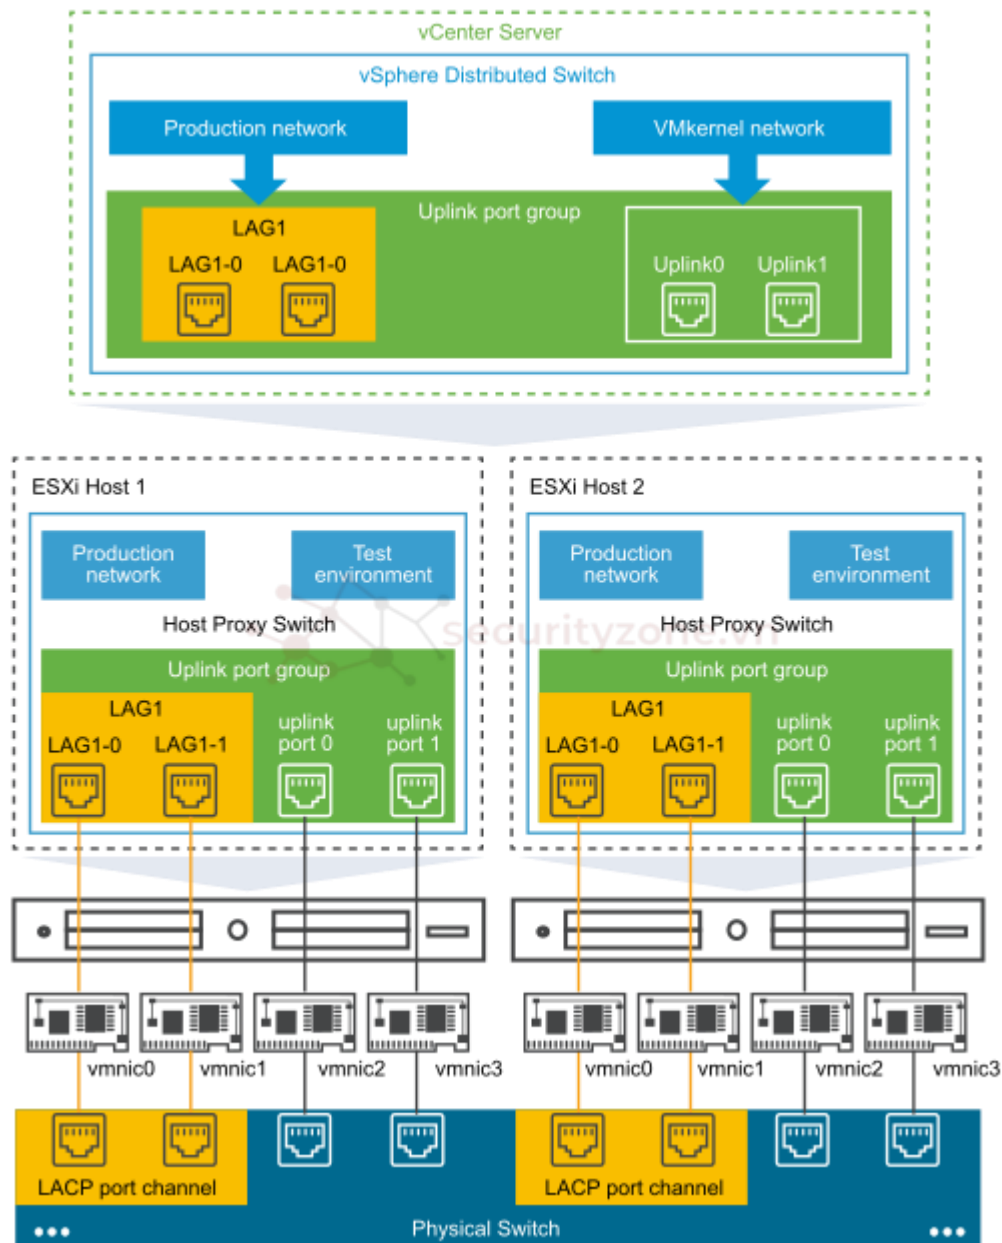 vCenter Server
vSphere Distributed Switch
Production network
VMkernel network
Uplink port group
LAG1
LAG1-0
LAG1-0
Uplink0
Uplink1
ESXi Host 1
Production
network
Test
environment
Host Proxy Switch
Uplink port group
LAG1
LAG1-0
LAG1-1
uplink
port 0
uplink
port 1
ESXi Host 2
Production
network
Test
environment
Host Proxy Switch
Uplink port group
LAG1
LAG1-0
LAG1-1
uplink
port 0
uplink
port 1
securityzone.vn
vmnic0
vmnic1
vmnic2
vmnic3
vmnic0
vmnic1
vmnic2
vmnic3
LACP port channel
LACP port channel
Physical Switch